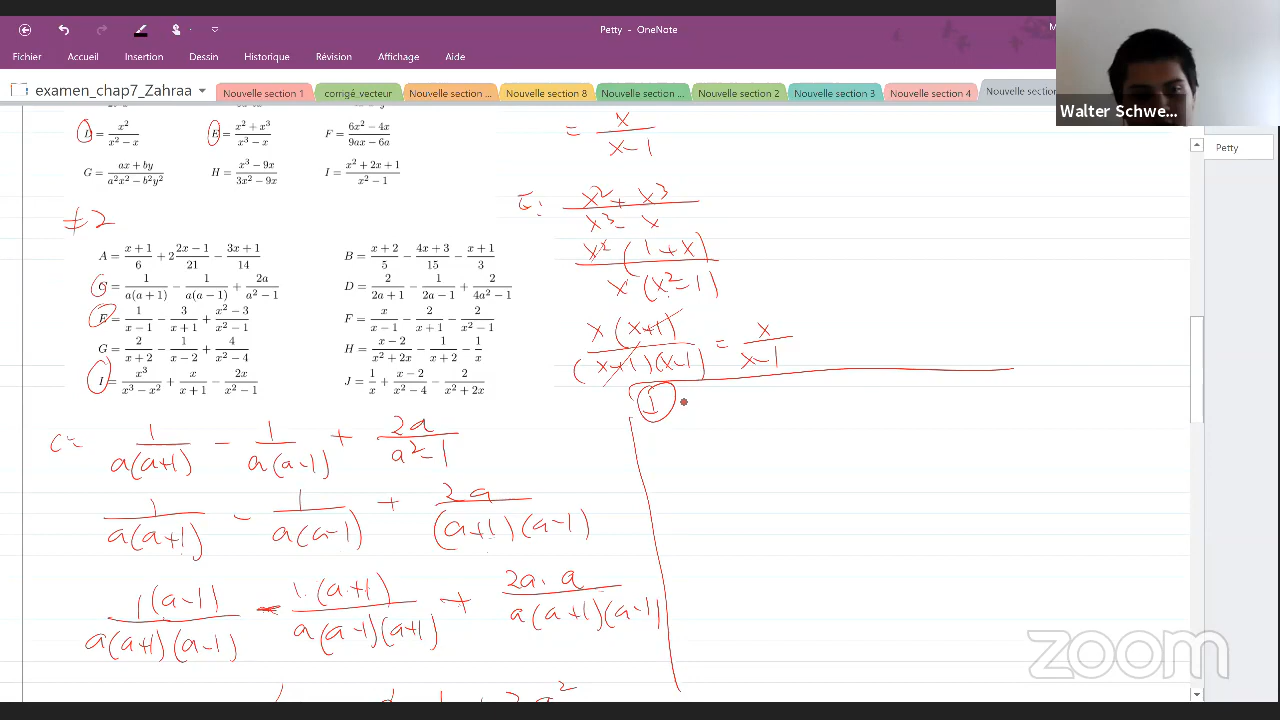 Petty - OneNote
Fichier Accueil Insertion Dessin Historique Révision Affichage Aide
examen_chap7_Zahraa
Nouvelle section 1 corrigé_vecteur Nouvelle section ... Nouvelle section 8 Nouvelle section ... Nouvelle section 2 Nouvelle section 3 Nouvelle section 4 Nouvelle section
Walter Schwe...
Petty
x²/(x² − x) E = (x² + x³)/(x³ − x) F = (6x² − 4x)/(9ax − 6a)
G = (ax + by)/(a²x² − b²y²) H = (x³ − 9x)/(3x² − 9x) I = (x² + 2x + 1)/(x² − 1)
≠2
A = (x + 1)/6 + 2 (2x − 1)/21 − (3x + 1)/14 B = (x + 2)/5 − (4x + 3)/15 − (x + 1)/3
= 1/(a(a + 1)) − 1/(a(a − 1)) + 2a/(a² − 1) D = 2/(2a + 1) − 1/(2a − 1) + 2/(4a² − 1)
E = 1/(x − 1) − 3/(x + 1) + (x² − 3)/(x² − 1) F = x/(x − 1) − 2/(x + 1) − 2/(x² − 1)
G = 2/(x + 2) − 1/(x − 2) + 4/(x² − 4) H = (x − 2)/(x² + 2x) − 1/(x + 2) − 1/x
I = x³/(x³ − x²) + x/(x + 1) − 2x/(x² − 1) J = 1/x + x/(x² − 4) − 2/(x² + 2x)
C = 1/(a(a+1)) − 1/(a(a−1)) + 2a/(a²−1)
1/(a(a+1)) − 1/(a(a−1)) + 2a/((a+1)(a−1))
1(a−1)/(a(a+1)(a−1)) − 1·(a+1)/(a(a−1)(a+1)) + 2a·a/(a(a+1)(a−1))
= x/(x−1)
E: (x² + x³)/(x³ − x)
x²(1+x)/(x(x²−1))
x(x+1)/((x+1)(x−1)) = x/(x−1)
I
zoom